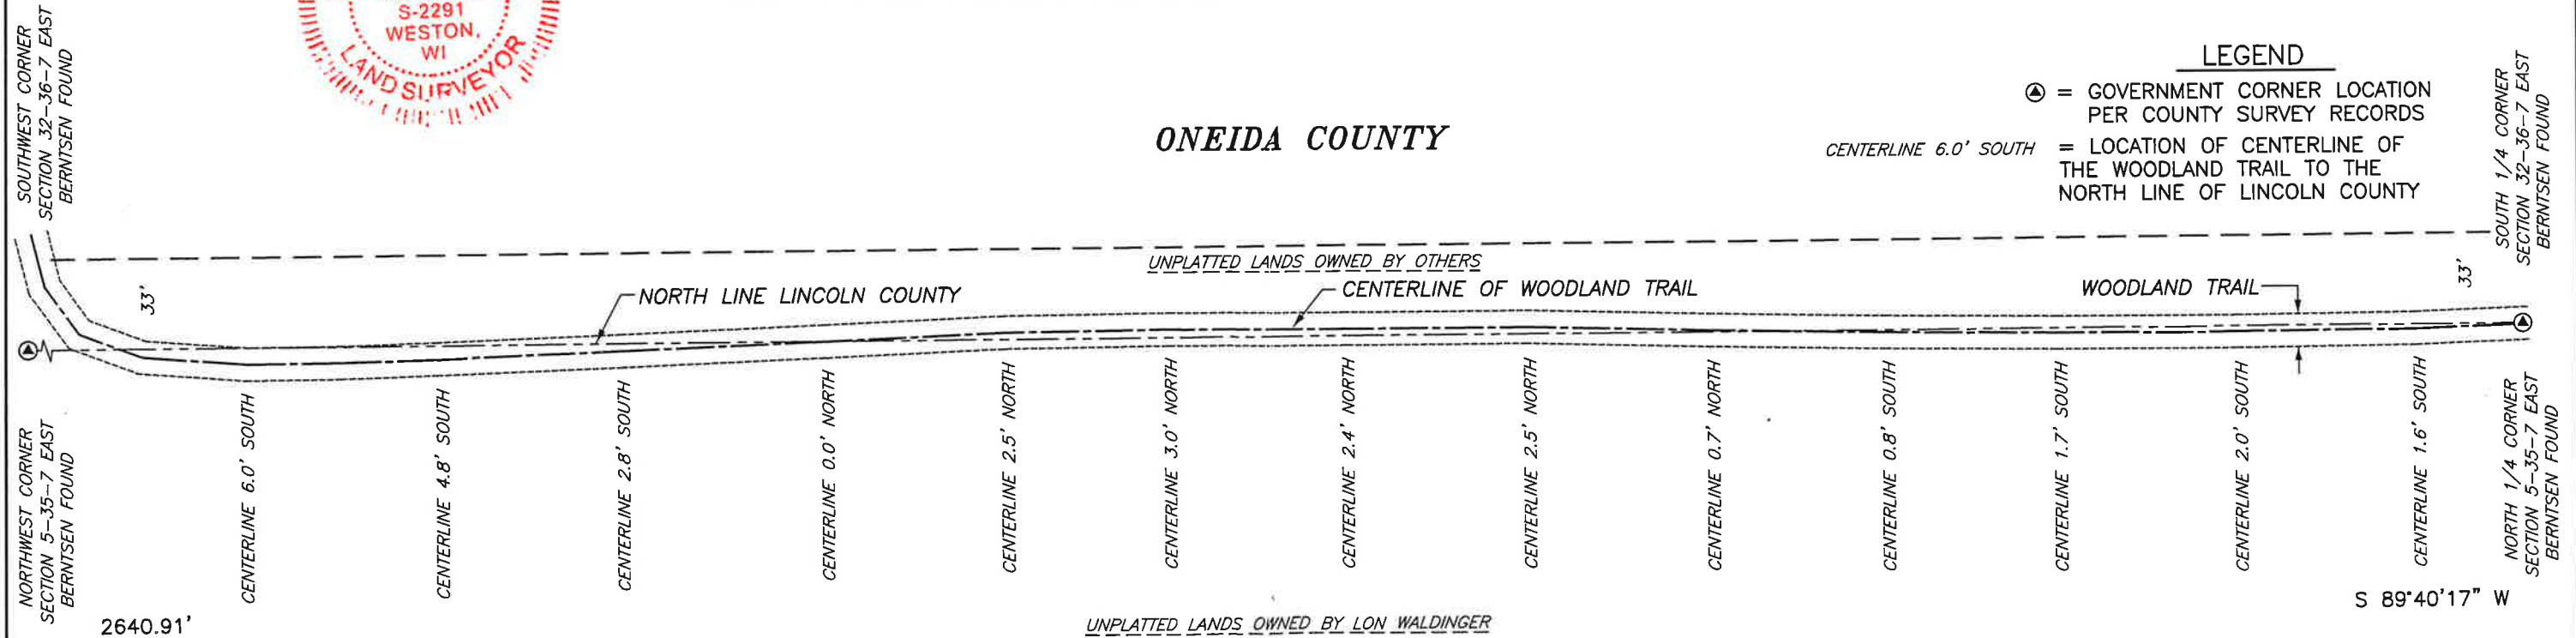 SOUTHWEST CORNER
SECTION 32-36-7 EAST
BERNTSEN FOUND
S-2291
WESTON,
WI
LAND SURVEYOR
ONEIDA COUNTY
LEGEND
= GOVERNMENT CORNER LOCATION
PER COUNTY SURVEY RECORDS
CENTERLINE 6.0' SOUTH = LOCATION OF CENTERLINE OF
THE WOODLAND TRAIL TO THE
NORTH LINE OF LINCOLN COUNTY
SOUTH 1/4 CORNER
SECTION 32-36-7 EAST
BERNTSEN FOUND
UNPLATTED LANDS OWNED BY OTHERS
33'
NORTH LINE LINCOLN COUNTY
CENTERLINE OF WOODLAND TRAIL
WOODLAND TRAIL
33'
NORTHWEST CORNER
SECTION 5-35-7 EAST
BERNTSEN FOUND
CENTERLINE 6.0' SOUTH
CENTERLINE 4.8' SOUTH
CENTERLINE 2.8' SOUTH
CENTERLINE 0.0' NORTH
CENTERLINE 2.5' NORTH
CENTERLINE 3.0' NORTH
CENTERLINE 2.4' NORTH
CENTERLINE 2.5' NORTH
CENTERLINE 0.7' NORTH
CENTERLINE 0.8' SOUTH
CENTERLINE 1.7' SOUTH
CENTERLINE 2.0' SOUTH
CENTERLINE 1.6' SOUTH
NORTH 1/4 CORNER
SECTION 5-35-7 EAST
BERNTSEN FOUND
2640.91'
UNPLATTED LANDS OWNED BY LON WALDINGER
S 89°40'17" W